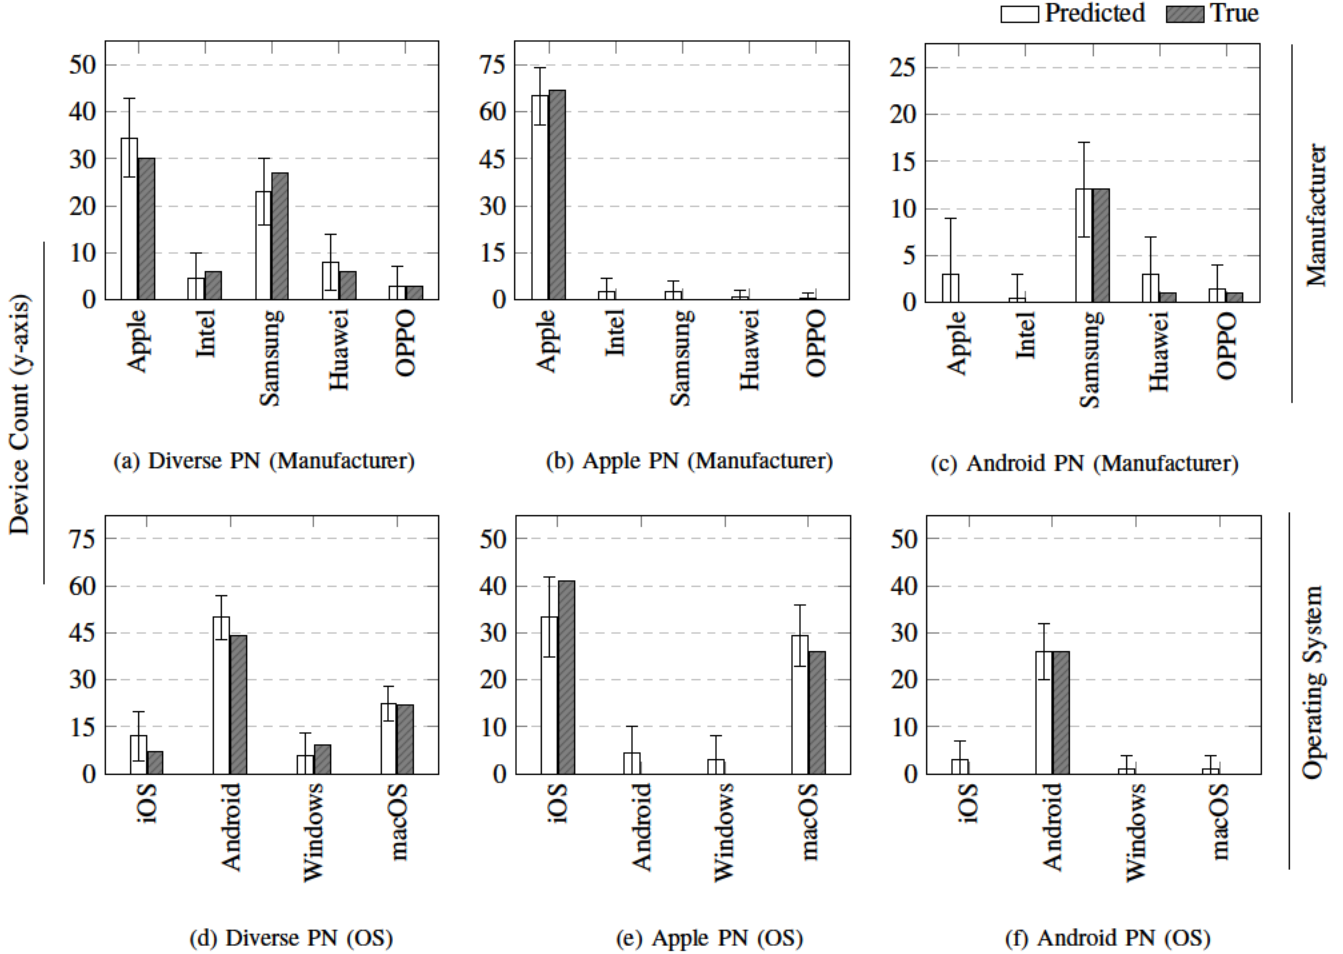 Predicted True
50
40
30
20
10
0
Apple
Intel
Samsung
Huawei
OPPO
(a) Diverse PN (Manufacturer)
75
60
45
30
15
0
Apple
Intel
Samsung
Huawei
OPPO
(b) Apple PN (Manufacturer)
25
20
15
10
5
0
Apple
Intel
Samsung
Huawei
OPPO
(c) Android PN (Manufacturer)
Manufacturer
Device Count (y-axis)
75
60
45
30
15
0
iOS
Android
Windows
macOS
(d) Diverse PN (OS)
50
40
30
20
10
0
iOS
Android
Windows
macOS
(e) Apple PN (OS)
50
40
30
20
10
0
iOS
Android
Windows
macOS
(f) Android PN (OS)
Operating System